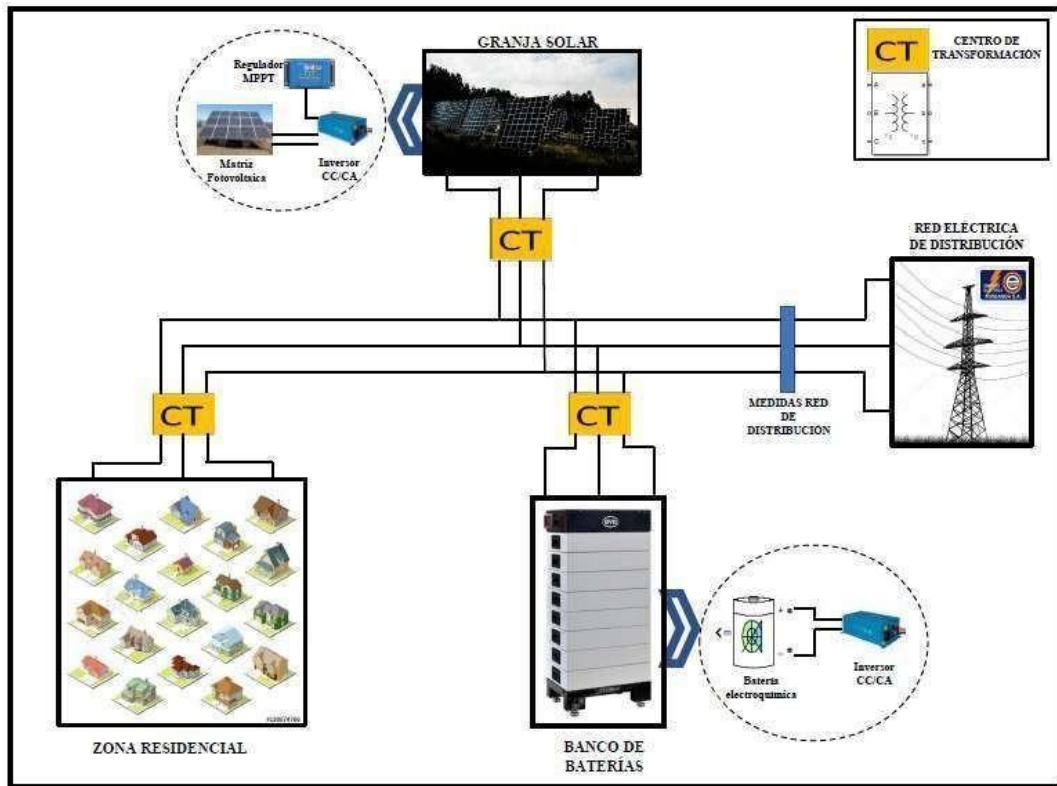 GRANJA SOLAR
Regulador
MPPT
Matriz
Fotovoltaica
Inversor
CC/CA
CT
CENTRO DE
TRANSFORMACIÓN
CT
RED ELÉCTRICA
DE DISTRIBUCIÓN
MEDIDAS RED
DE
DISTRIBUCIÓN
CT
CT
ZONA RESIDENCIAL
BANCO DE
BATERÍAS
Batería
electroquímica
Inversor
CC/CA